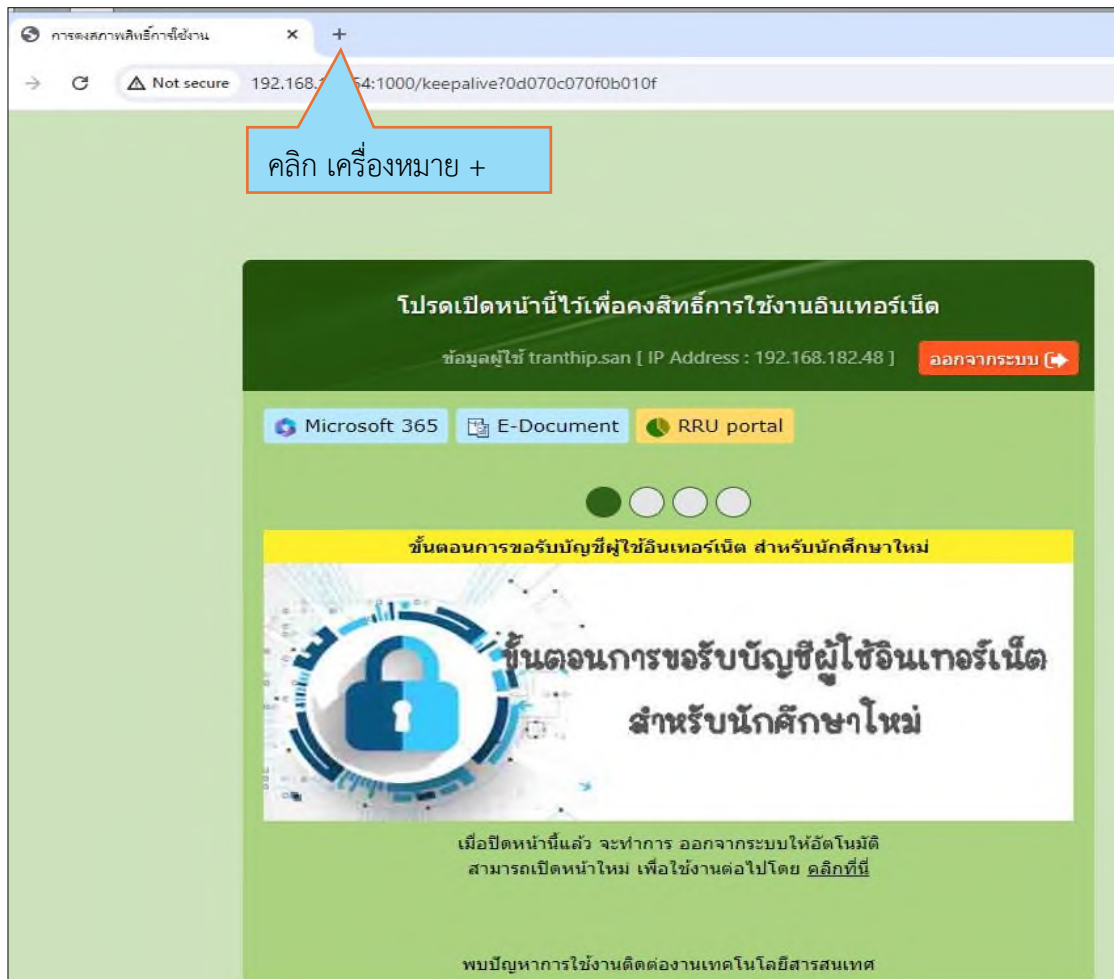 การคงสภาพสิทธิ์การใช้งาน
Not secure 192.168.1 54:1000/keepalive?0d070c070f0b010f
คลิก เครื่องหมาย +
โปรดเปิดหน้านี้ไว้เพื่อคงสิทธิ์การใช้งานอินเทอร์เน็ต
ข้อมูลผู้ใช้ tranthip.san [ IP Address : 192.168.182.48 ] ออกจากระบบ
Microsoft 365 E-Document RRU portal
ขั้นตอนการขอรับบัญชีผู้ใช้อินเทอร์เน็ต สำหรับนักศึกษาใหม่
ขั้นตอนการขอรับบัญชีผู้ใช้อินเทอร์เน็ต
สำหรับนักศึกษาใหม่
เมื่อปิดหน้านี้แล้ว จะทำการ ออกจากระบบให้อัตโนมัติ
สามารถเปิดหน้าใหม่ เพื่อใช้งานต่อไปโดย คลิกที่นี่
พบปัญหาการใช้งานติดต่องานเทคโนโลยีสารสนเทศ